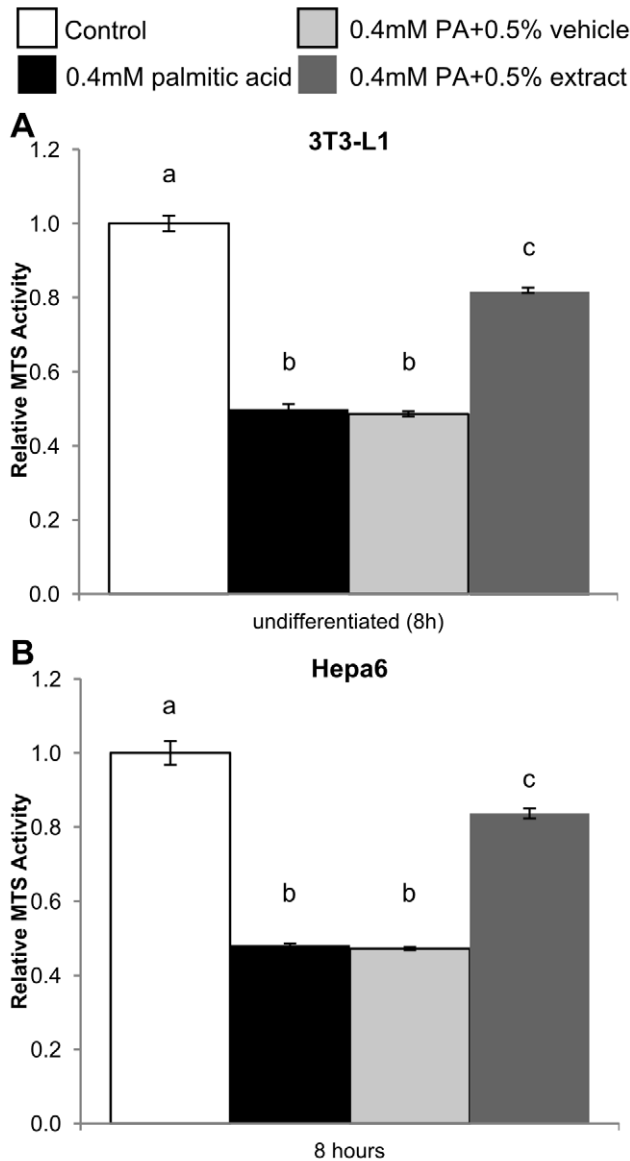 Control
0.4mM PA+0.5% vehicle
0.4mM palmitic acid
0.4mM PA+0.5% extract
A
3T3-L1
1.2
1.0
0.8
0.6
0.4
0.2
0.0
Relative MTS Activity
a
b
b
c
undifferentiated (8h)
B
Hepa6
1.2
1.0
0.8
0.6
0.4
0.2
0.0
Relative MTS Activity
a
b
b
c
8 hours